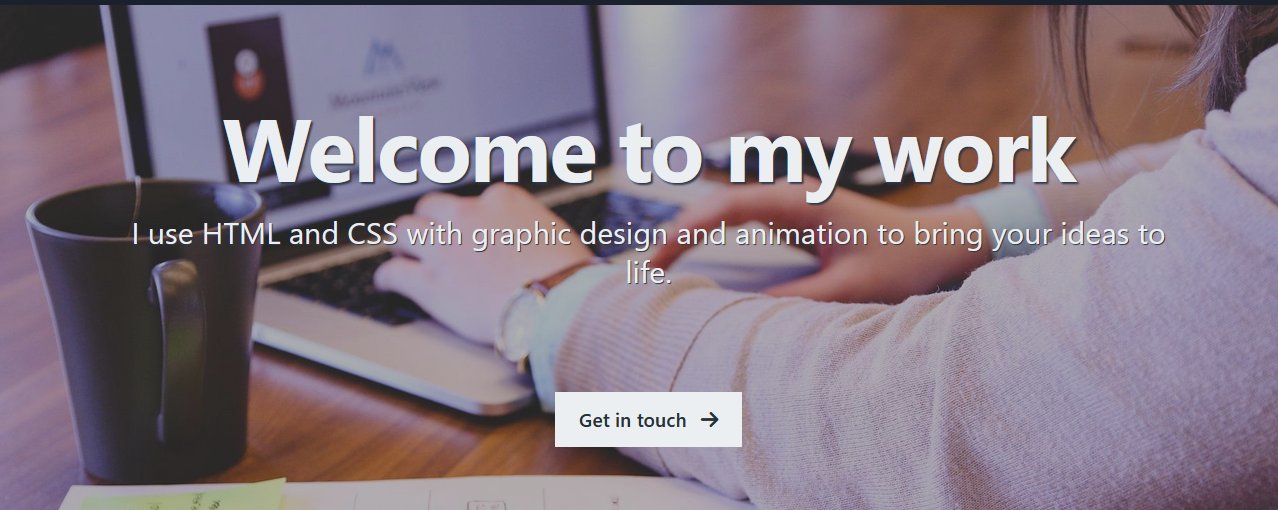 Welcome to my work
I use HTML and CSS with graphic design and animation to bring your ideas to
life.
Get in touch